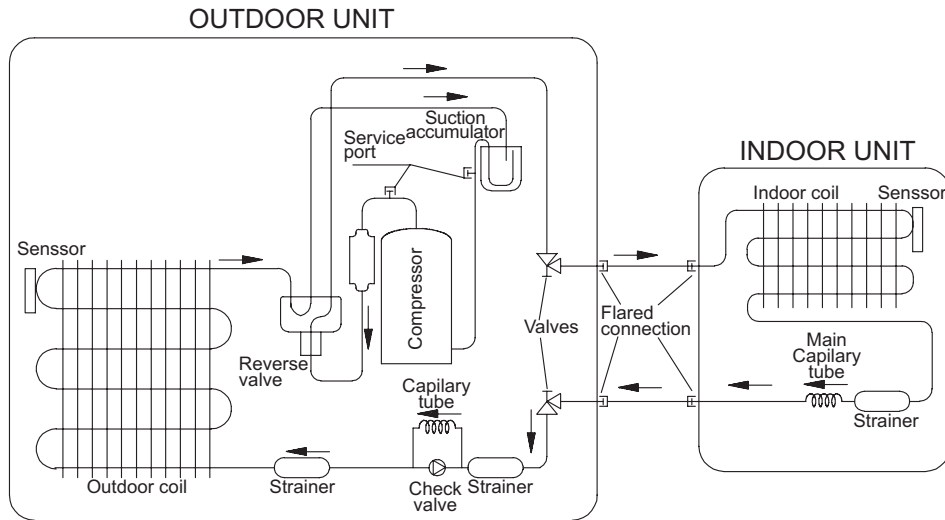 OUTDOOR UNIT
Suction
accumulator
Service
port
INDOOR UNIT
Indoor coil
Senssor
Senssor
Compressor
Reverse
valve
Valves
Flared
connection
Main
Capilary
tube
Strainer
Capilary
tube
Outdoor coil
Strainer
Check
valve
Strainer